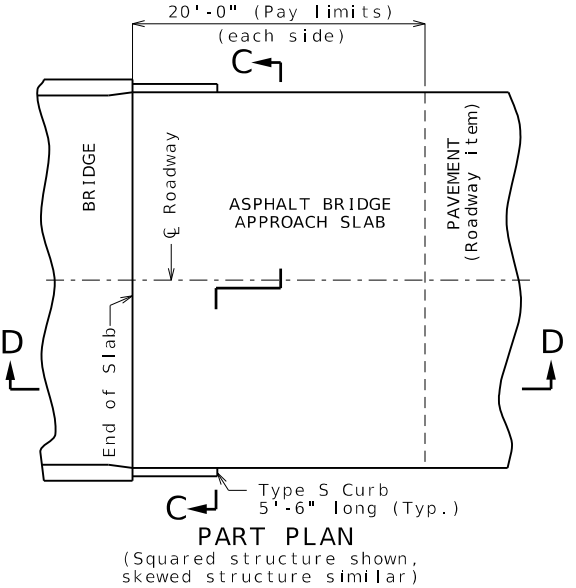 20'-0" (Pay limits)
(each side)
C
BRIDGE
℄ Roadway
ASPHALT BRIDGE
APPROACH SLAB
PAVEMENT
(Roadway item)
D
D
End of Slab
Type S Curb
5'-6" long (Typ.)
C
PART PLAN
(Squared structure shown,
skewed structure similar)